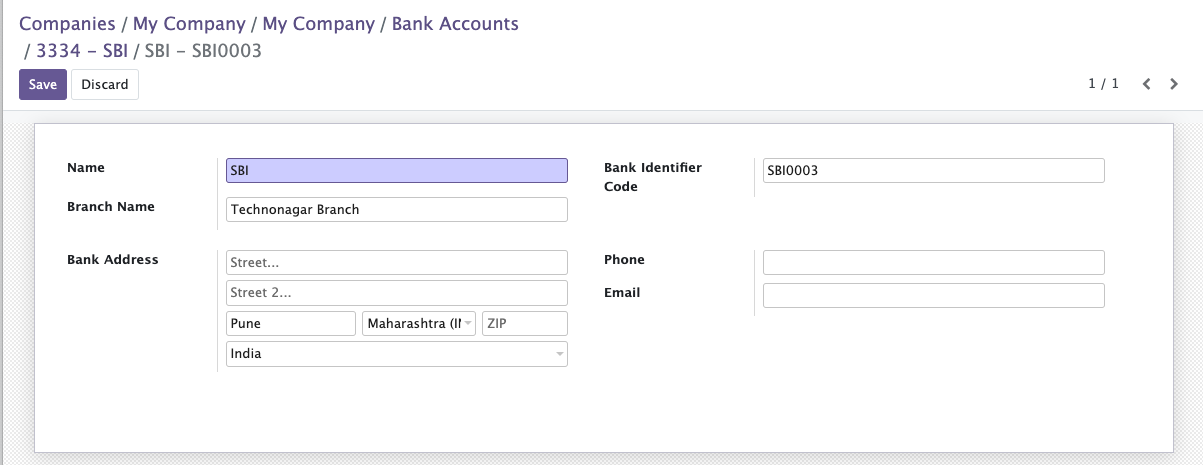 Companies / My Company / My Company / Bank Accounts
/ 3334 - SBI / SBI - SBI0003
Save Discard 1 / 1
Name SBI Bank Identifier Code SBI0003
Branch Name Technonagar Branch
Bank Address Street... Phone
Street 2... Email
Pune Maharashtra (IN ZIP
India